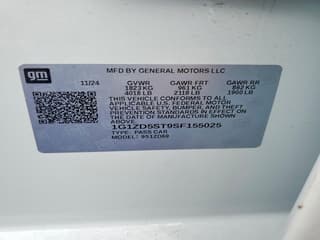 gm
MFD BY GENERAL MOTORS LLC
11/24 GVWR GAWR FRT GAWR RR
1823 KG 961 KG 862 KG
4018 LB 2118 LB 1900 LB
THIS VEHICLE CONFORMS TO ALL
APPLICABLE U.S. FEDERAL MOTOR
VEHICLE SAFETY, BUMPER, AND THEFT
PREVENTION STANDARDS IN EFFECT
ON THE DATE OF MANUFACTURE
SHOWN ABOVE.
1G1ZD5ST9SF155025
TYPE: PASS CAR
MODEL: